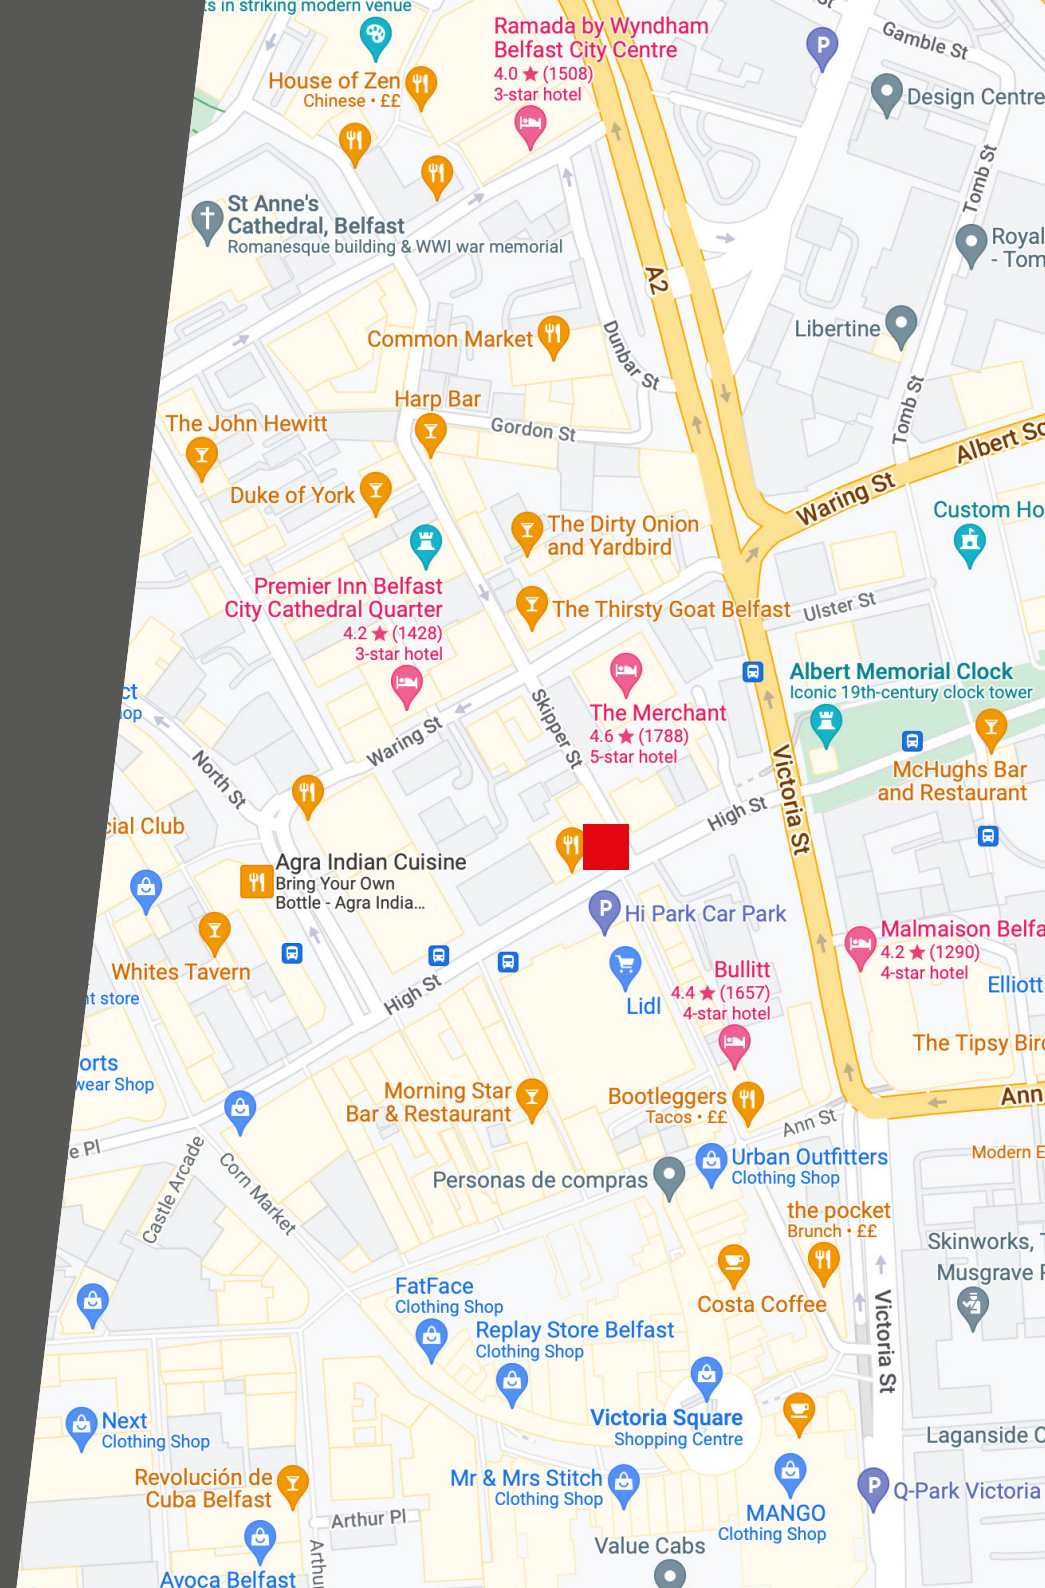 ts in striking modern venue
Ramada by Wyndham
Belfast City Centre
4.0 ★ (1508)
3-star hotel
P
Gamble St
House of Zen
Chinese • ££
Design Centre
Tomb St
St Anne's
Cathedral, Belfast
Romanesque building & WWI war memorial
Royal
- Tom
A2
Libertine
Common Market
Dunbar St
Tomb St
Harp Bar
Gordon St
The John Hewitt
Albert Sq
Duke of York
Waring St
The Dirty Onion
and Yardbird
Custom Ho
Premier Inn Belfast
City Cathedral Quarter
4.2 ★ (1428)
3-star hotel
The Thirsty Goat Belfast
Ulster St
Albert Memorial Clock
Iconic 19th-century clock tower
ct
op
Skipper St
The Merchant
4.6 ★ (1788)
5-star hotel
Waring St
North St
Victoria St
McHughs Bar
and Restaurant
High St
cial Club
Agra Indian Cuisine
Bring Your Own
Bottle - Agra India...
P
Hi Park Car Park
Malmaison Belfa
4.2 ★ (1290)
4-star hotel
Whites Tavern
nt store
High St
Lidl
Bullitt
4.4 ★ (1657)
4-star hotel
Elliott
orts
wear Shop
The Tipsy Bird
Morning Star
Bar & Restaurant
Bootleggers
Tacos • ££
Ann
Ann St
e Pl
Castle Arcade
Corn Market
Personas de compras
Urban Outfitters
Clothing Shop
Modern E
the pocket
Brunch • ££
Skinworks,
Musgrave
Costa Coffee
FatFace
Clothing Shop
Replay Store Belfast
Clothing Shop
Victoria St
Next
Clothing Shop
Victoria Square
Shopping Centre
Laganside C
Revolución de
Cuba Belfast
Mr & Mrs Stitch
Clothing Shop
P
Q-Park Victoria
MANGO
Clothing Shop
Arthur Pl
Arthu
Value Cabs
Avoca Belfast